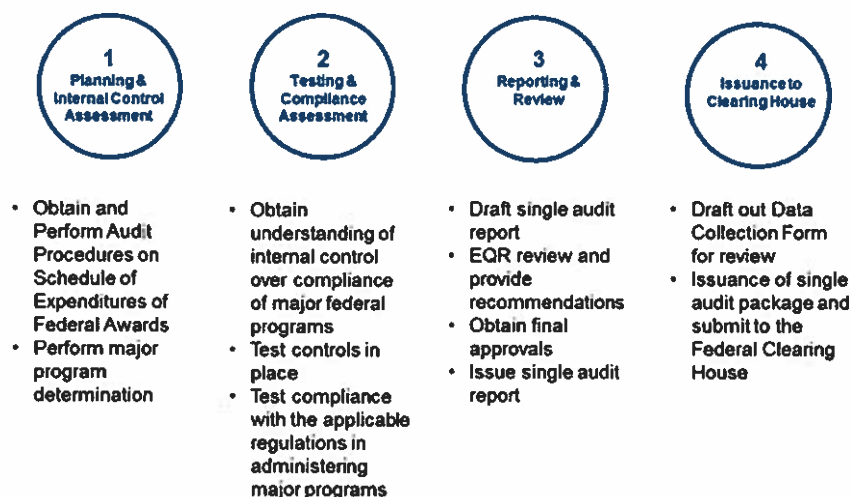 1
Planning &
Internal Control
Assessment
2
Testing &
Compliance
Assessment
3
Reporting &
Review
4
Issuance to
Clearing House
• Obtain and
Perform Audit
Procedures on
Schedule of
Expenditures of
Federal Awards
• Perform major
program
determination
• Obtain
understanding of
internal control
over compliance
of major federal
programs
• Test controls in
place
• Test compliance
with the applicable
regulations in
administering
major programs
• Draft single audit
report
• EQR review and
provide
recommendations
• Obtain final
approvals
• Issue single audit
report
• Draft out Data
Collection Form
for review
• Issuance of single
audit package and
submit to the
Federal Clearing
House